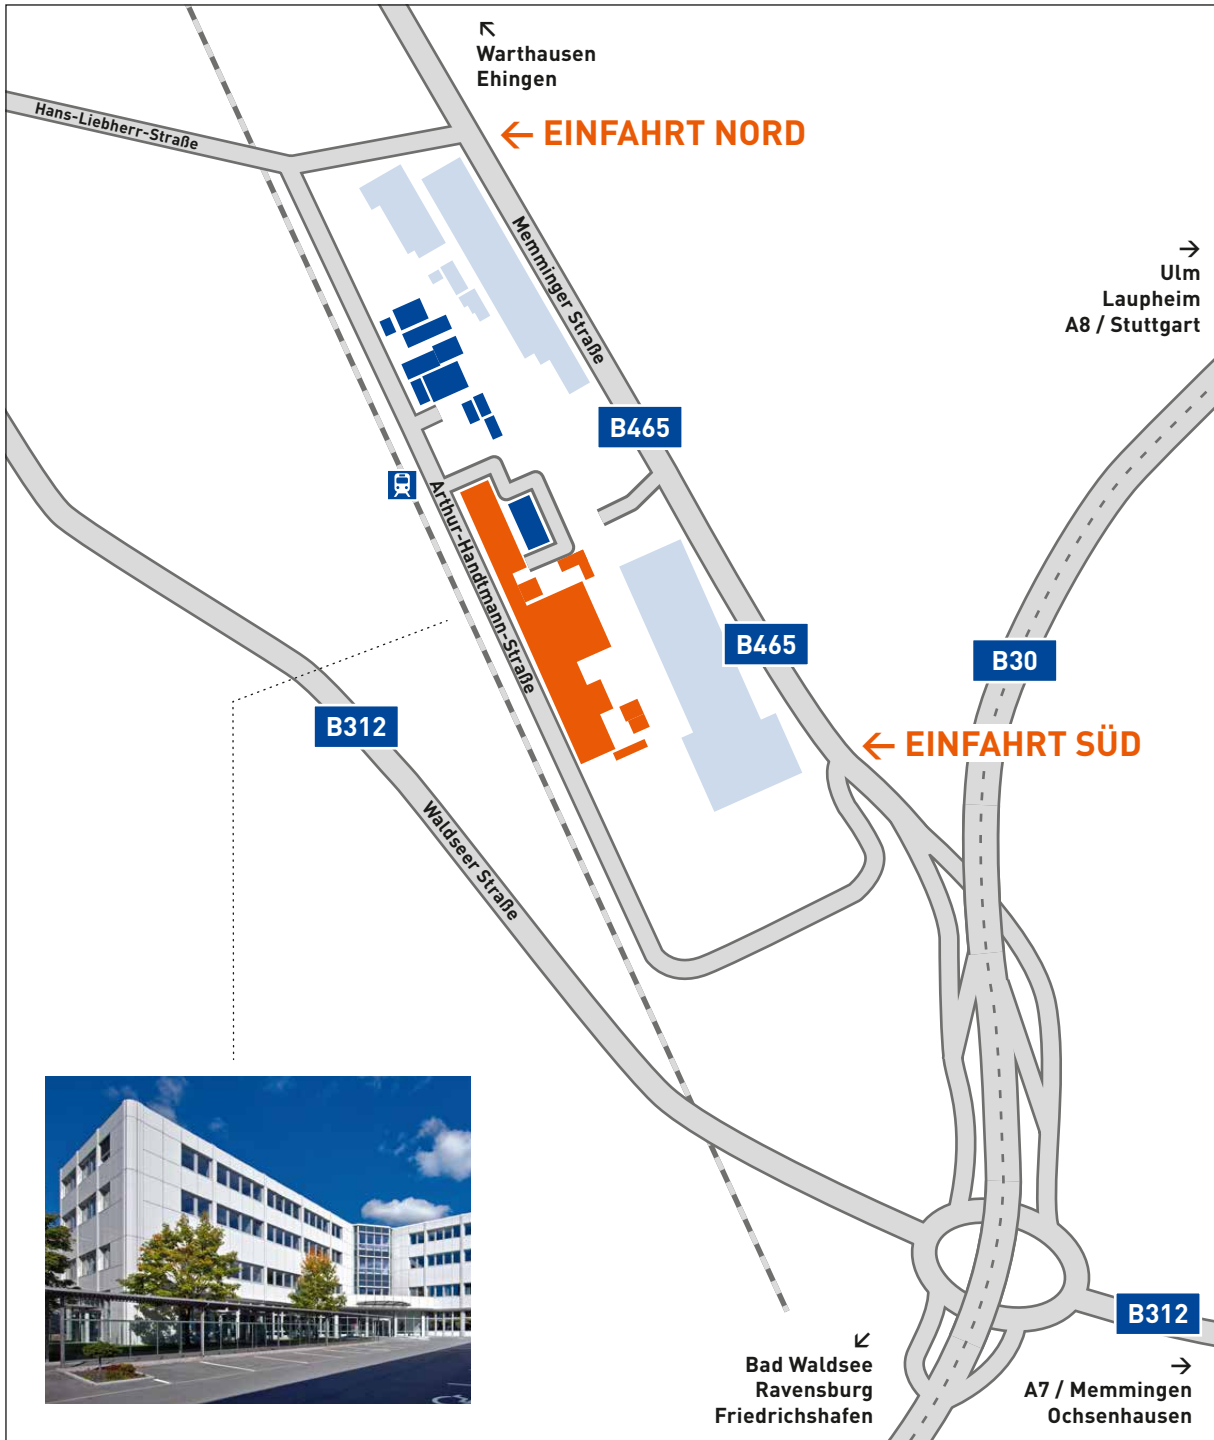 Warthausen
Ehingen
Hans-Liebherr-Straße
← EINFAHRT NORD
Memminger Straße
Ulm
Laupheim
A8 / Stuttgart
B465
Arthur-Handtmann-Straße
B465
B30
B312
← EINFAHRT SÜD
Waldseer Straße
B312
Bad Waldsee
Ravensburg
Friedrichshafen
A7 / Memmingen
Ochsenhausen